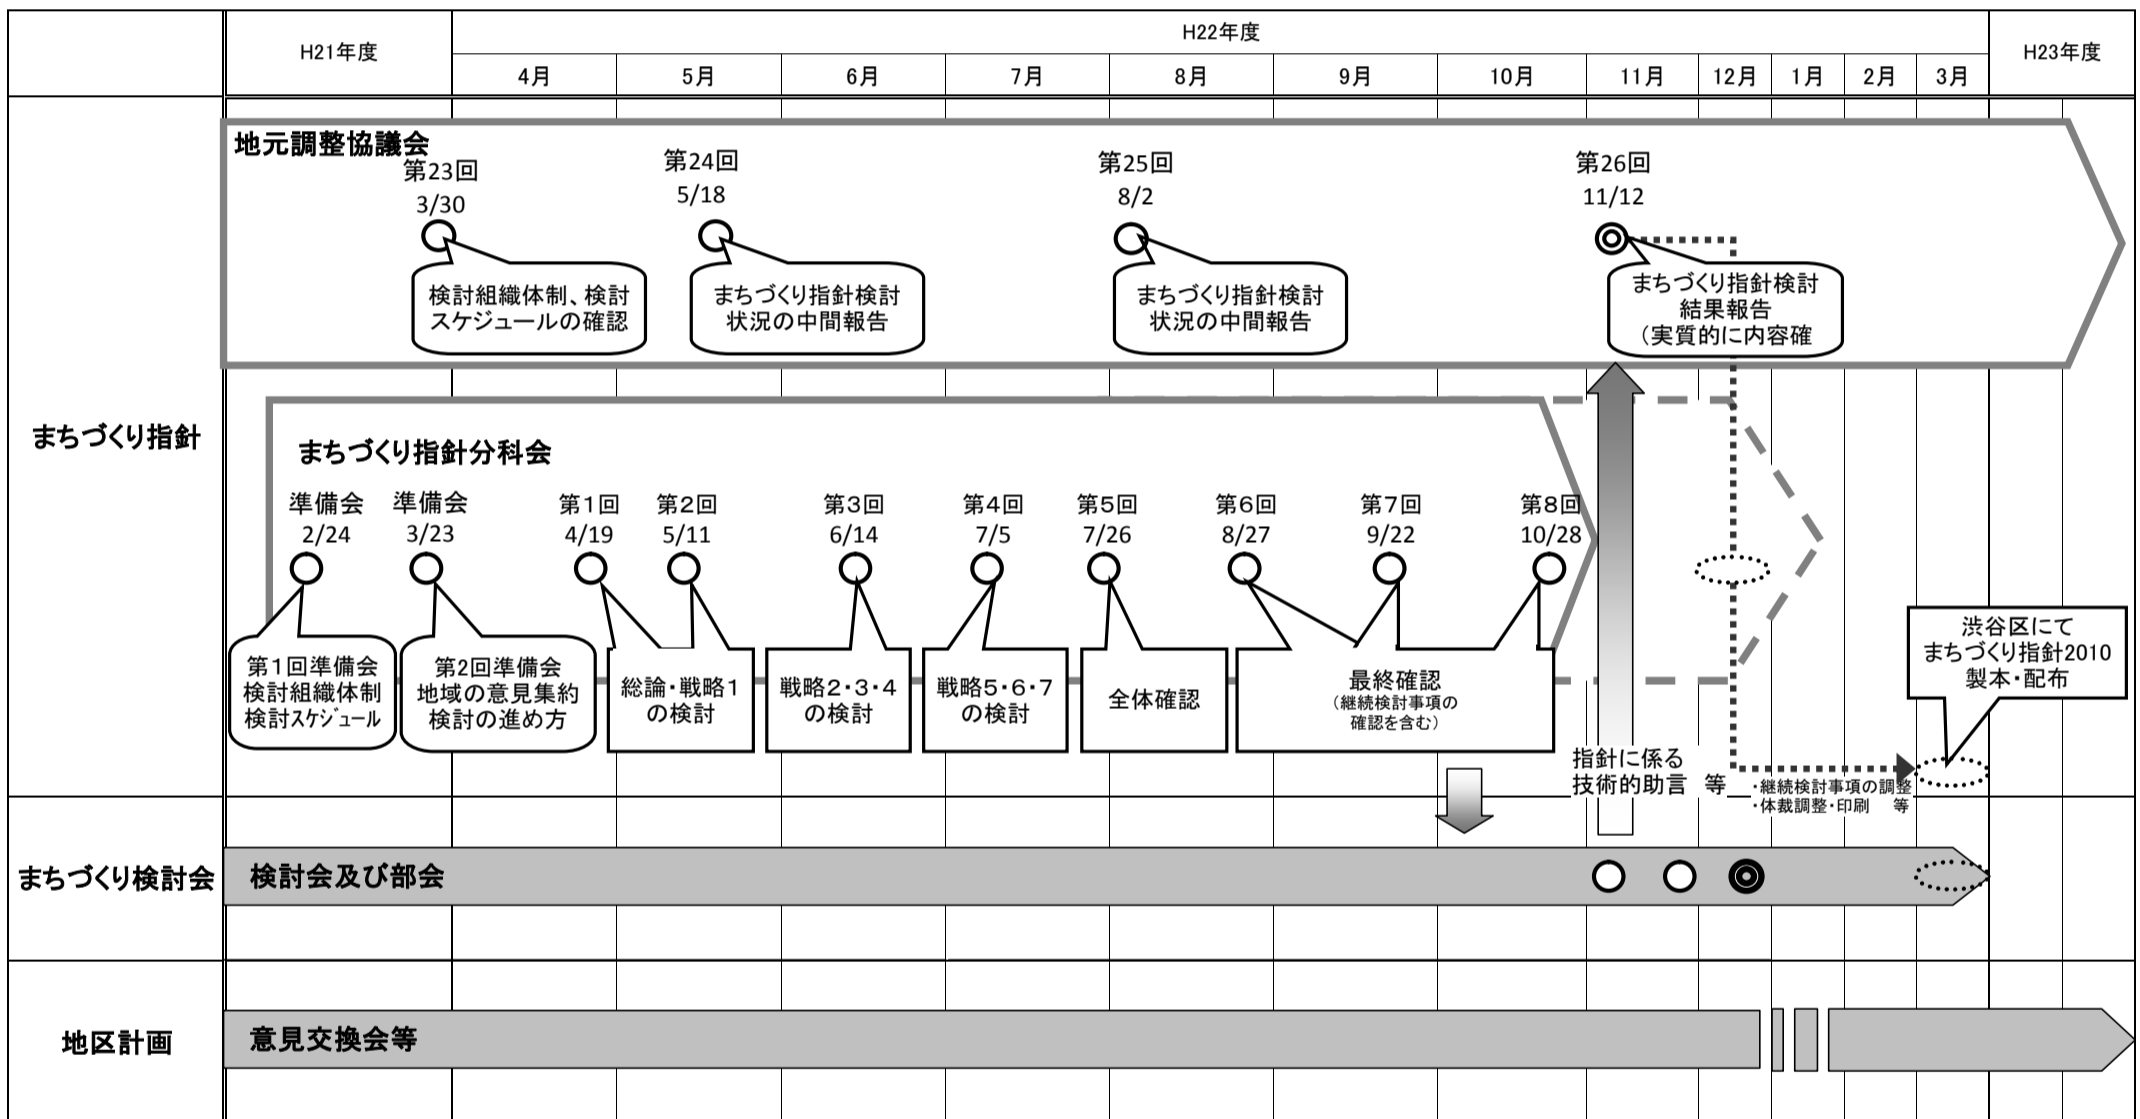 H21年度
H22年度
H23年度
4月
5月
6月
7月
8月
9月
10月
11月
12月
1月
2月
3月
まちづくり指針
地元調整協議会
第23回
3/30
検討組織体制、検討
スケジュールの確認
第24回
5/18
まちづくり指針検討
状況の中間報告
第25回
8/2
まちづくり指針検討
状況の中間報告
第26回
11/12
まちづくり指針検討
結果報告
（実質的に内容確
まちづくり指針分科会
準備会
2/24
第1回準備会
検討組織体制
検討ｽｹｼﾞｭｰﾙ
準備会
3/23
第2回準備会
地域の意見集約
検討の進め方
第1回
4/19
第2回
5/11
総論・戦略1
の検討
第3回
6/14
戦略2・3・4
の検討
第4回
7/5
戦略5・6・7
の検討
第5回
7/26
全体確認
第6回
8/27
第7回
9/22
第8回
10/28
最終確認
（継続検討事項の
確認を含む）
指針に係る
技術的助言 等
渋谷区にて
まちづくり指針2010
製本・配布
・継続検討事項の調整
・体裁調整・印刷 等
まちづくり検討会
検討会及び部会
地区計画
意見交換会等